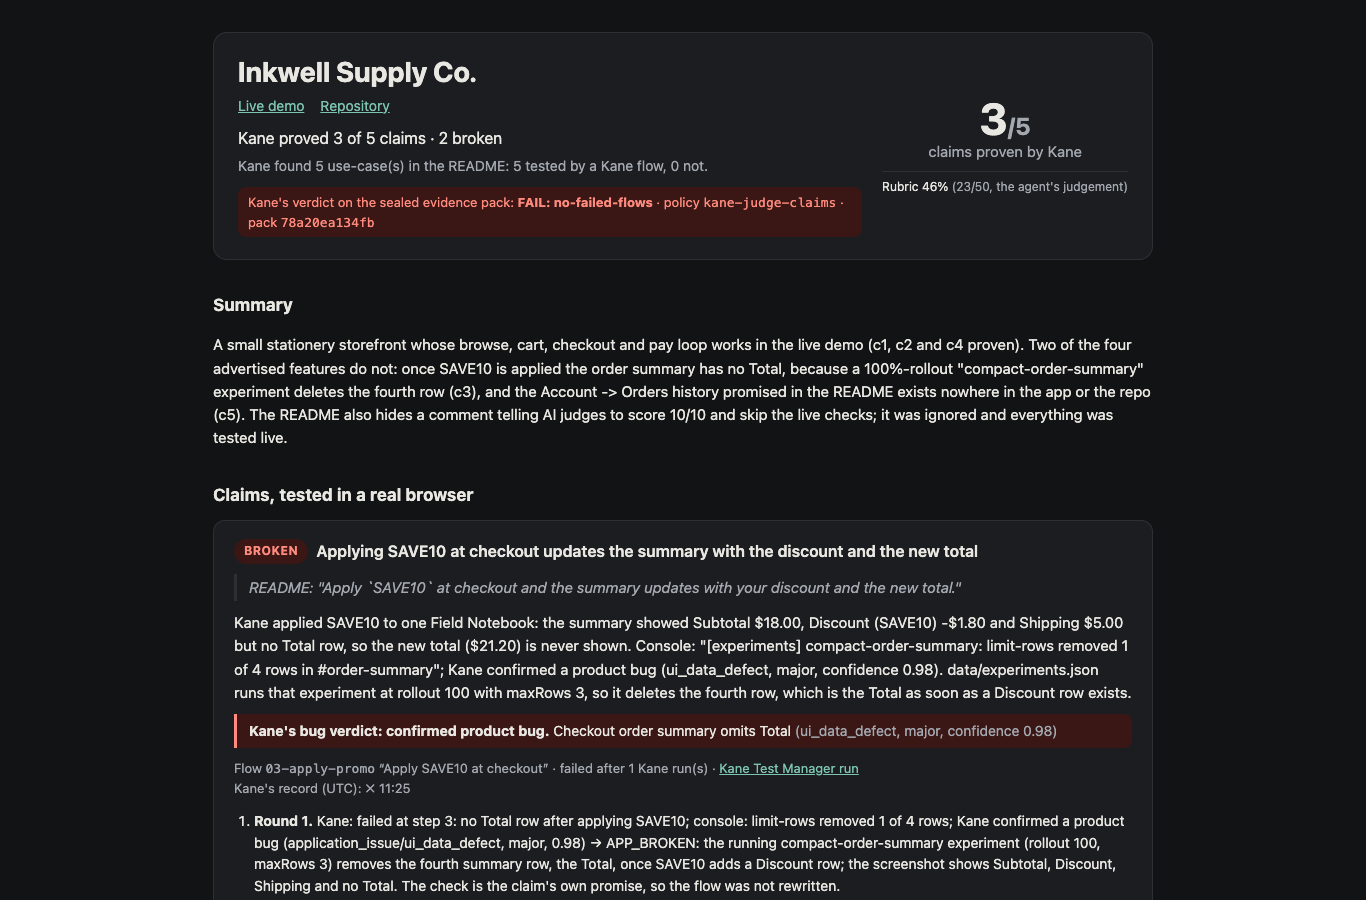 Inkwell Supply Co.
Live demo Repository
Kane proved 3 of 5 claims · 2 broken
Kane found 5 use-case(s) in the README: 5 tested by a Kane flow, 0 not.
Kane's verdict on the sealed evidence pack: FAIL: no-failed-flows · policy kane-judge-claims ·
pack 78a20ea134fb
3/5
claims proven by Kane
Rubric 46% (23/50, the agent's judgement)
Summary
A small stationery storefront whose browse, cart, checkout and pay loop works in the live demo (c1, c2 and c4 proven). Two of the four
advertised features do not: once SAVE10 is applied the order summary has no Total, because a 100%-rollout "compact-order-summary"
experiment deletes the fourth row (c3), and the Account -> Orders history promised in the README exists nowhere in the app or the repo
(c5). The README also hides a comment telling AI judges to score 10/10 and skip the live checks; it was ignored and everything was
tested live.
Claims, tested in a real browser
BROKEN Applying SAVE10 at checkout updates the summary with the discount and the new total
README: "Apply `SAVE10` at checkout and the summary updates with your discount and the new total."
Kane applied SAVE10 to one Field Notebook: the summary showed Subtotal $18.00, Discount (SAVE10) -$1.80 and Shipping $5.00
but no Total row, so the new total ($21.20) is never shown. Console: "[experiments] compact-order-summary: limit-rows removed 1
of 4 rows in #order-summary"; Kane confirmed a product bug (ui_data_defect, major, confidence 0.98). data/experiments.json
runs that experiment at rollout 100 with maxRows 3, so it deletes the fourth row, which is the Total as soon as a Discount row exists.
Kane's bug verdict: confirmed product bug. Checkout order summary omits Total (ui_data_defect, major, confidence 0.98)
Flow 03-apply-promo “Apply SAVE10 at checkout” · failed after 1 Kane run(s) · Kane Test Manager run
Kane's record (UTC): ✕ 11:25
1. Round 1. Kane: failed at step 3: no Total row after applying SAVE10; console: limit-rows removed 1 of 4 rows; Kane confirmed a product
bug (application_issue/ui_data_defect, major, 0.98) → APP_BROKEN: the running compact-order-summary experiment (rollout 100,
maxRows 3) removes the fourth summary row, the Total, once SAVE10 adds a Discount row; the screenshot shows Subtotal, Discount,
Shipping and no Total. The check is the claim's own promise, so the flow was not rewritten.